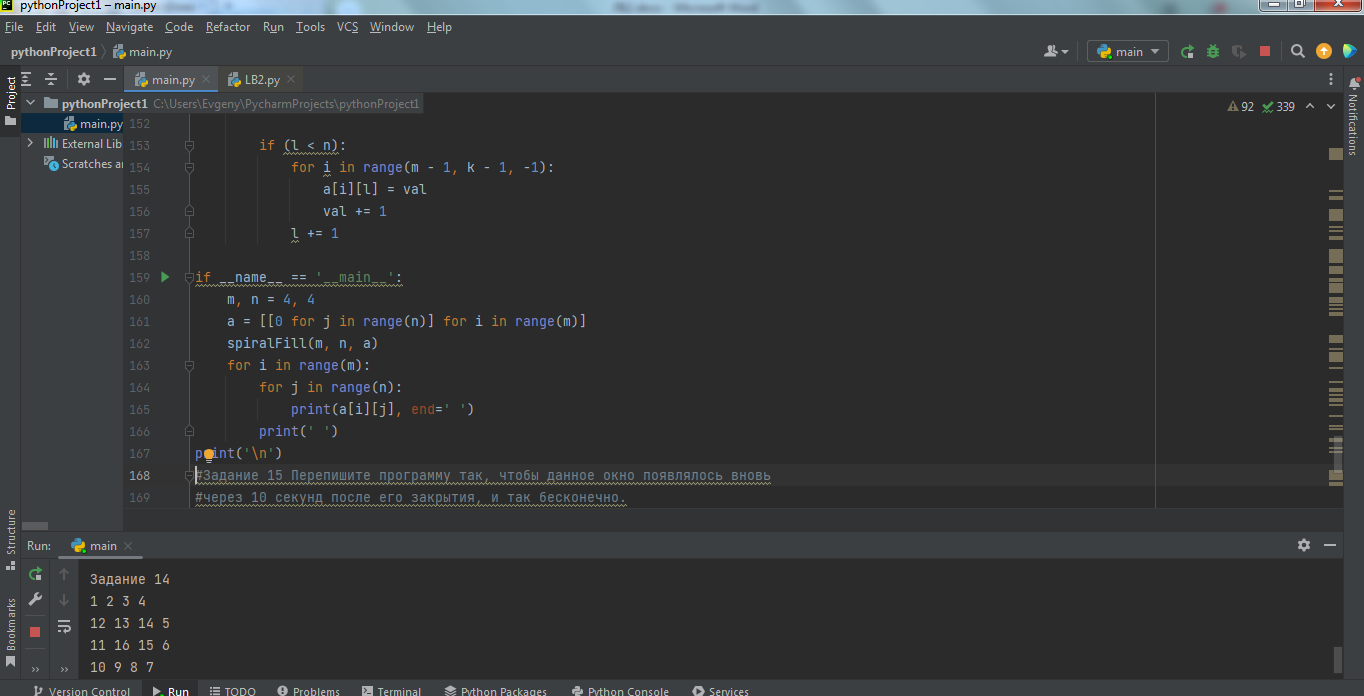 pythonProject1 – main.py
File Edit View Navigate Code Refactor Run Tools VCS Window Help
pythonProject1 main.py main
main.py LB2.py
Project
pythonProject1 C:\Users\Evgeny\PycharmProjects\pythonProject1
main.py
External Lib
Scratches a
92 339
Notifications
152
153 if (l < n):
154 for i in range(m - 1, k - 1, -1):
155 a[i][l] = val
156 val += 1
157 l += 1
158
159 if __name__ == '__main__':
160 m, n = 4, 4
161 a = [[0 for j in range(n)] for i in range(m)]
162 spiralFill(m, n, a)
163 for i in range(m):
164 for j in range(n):
165 print(a[i][j], end=' ')
166 print(' ')
167 print('\n')
168 #Задание 15 Перепишите программу так, чтобы данное окно появлялось вновь
169 #через 10 секунд после его закрытия, и так бесконечно.
Structure
Bookmarks
Run: main
Задание 14
1 2 3 4
12 13 14 5
11 16 15 6
10 9 8 7
Version Control Run TODO Problems Terminal Python Packages Python Console Services